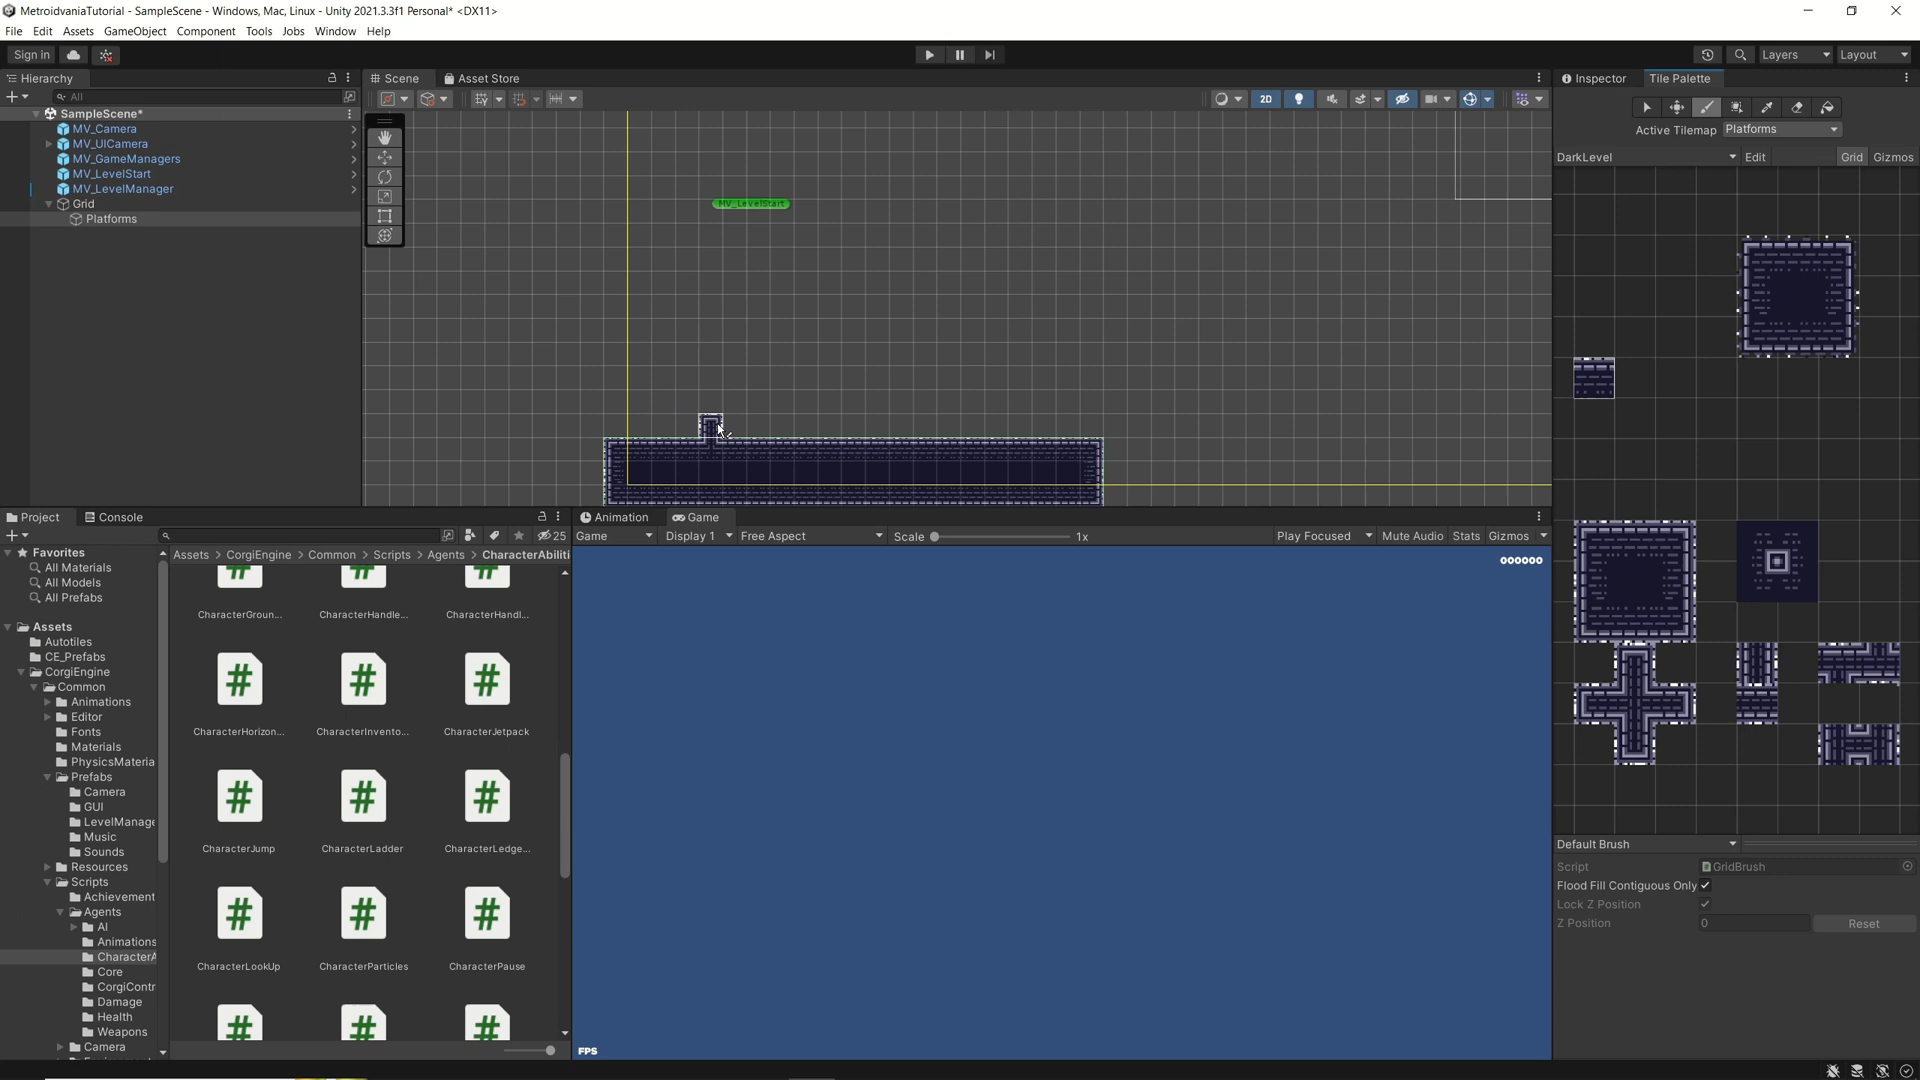 MetroidvaniaTutorial - SampleScene - Windows, Mac, Linux - Unity 2021.3.3f1 Personal* <DX11>
File Edit Assets GameObject Component Tools Jobs Window Help
Sign in
Layers
Layout
Hierarchy
All
SampleScene*
MV_Camera
MV_UICamera
MV_GameManagers
MV_LevelStart
MV_LevelManager
Grid
Platforms
Scene
Asset Store
2D
MV_LevelStart
Inspector
Tile Palette
Active Tilemap Platforms
DarkLevel
Edit
Grid
Gizmos
Default Brush
Script
GridBrush
Flood Fill Contiguous Only
Lock Z Position
Z Position
0
Reset
Project
Console
25
Favorites
All Materials
All Models
All Prefabs
Assets
Autotiles
CE_Prefabs
CorgiEngine
Common
Animations
Editor
Fonts
Materials
PhysicsMateria
Prefabs
Camera
GUI
LevelManage
Music
Sounds
Resources
Scripts
Achievement
Agents
AI
Animations
CharacterA
Core
CorgiContr
Damage
Health
Weapons
Camera
Assets > CorgiEngine > Common > Scripts > Agents > CharacterAbiliti
CharacterGroun...
CharacterHandle...
CharacterHandl...
CharacterHorizon...
CharacterInvento...
CharacterJetpack
CharacterJump
CharacterLadder
CharacterLedge...
CharacterLookUp
CharacterParticles
CharacterPause
Animation
Game
Game
Display 1
Free Aspect
Scale
1x
Play Focused
Mute Audio
Stats
Gizmos
000000
FPS